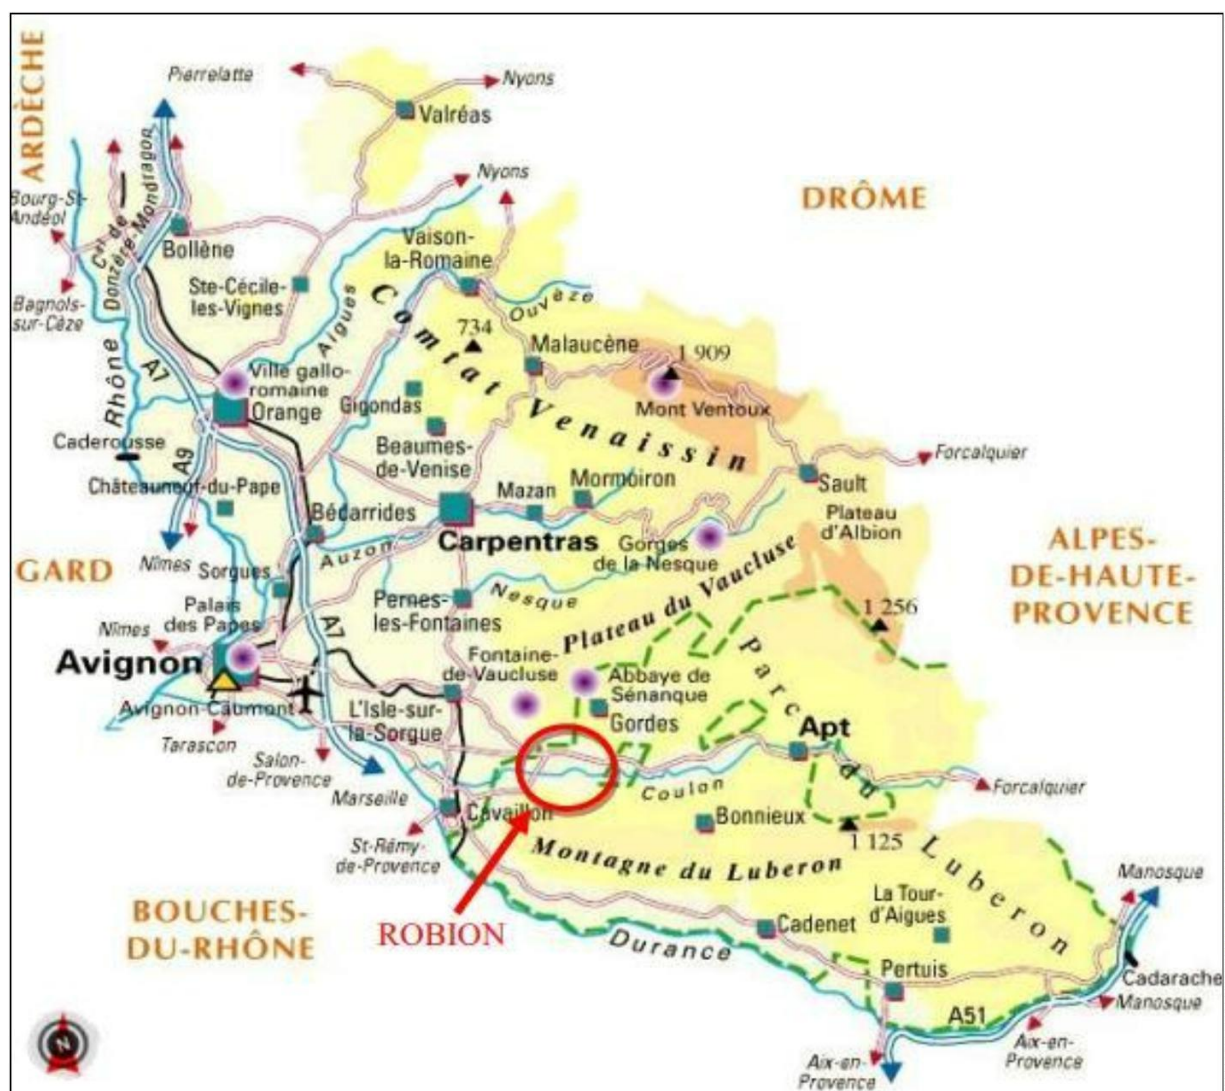 ARDÈCHE
Pierrelatte
Nyons
Valréas
Nyons
DRÔME
Bourg-St-
Andéol
Cal de
Donzère-Mondragon
Bollène
Vaison-
la-Romaine
Ste-Cécile-
les-Vignes
Bagnols-
sur-Cèze
Aigues
Ouvèze
Comtat Venaissin
734
Malaucène
1 909
Rhône
A7
Ville gallo-
romaine
Orange
Gigondas
Mont Ventoux
Caderousse
A9
Beaumes-
de-Venise
Forcalquier
Châteauneuf-du-Pape
Mazan
Mormoiron
Sault
Bédarrides
Plateau
d'Albion
Auzon
Carpentras
Gorges
de la Nesque
ALPES-
DE-HAUTE-
PROVENCE
GARD
Nîmes
Sorgues
Nesque
Plateau du Vaucluse
Palais
des Papes
Pernes-
les-Fontaines
1 256
Nîmes
A7
Avignon
Fontaine-
de-Vaucluse
Abbaye de
Sénanque
Parc du Luberon
Avignon-Caumont
L'Isle-sur-
la-Sorgue
Gordes
Apt
Tarascon
Salon-
de-Provence
Marseille
Coulon
Forcalquier
Cavaillon
Bonnieux
1 125
St-Rémy-
de-Provence
Montagne du Luberon
Manosque
La Tour-
d'Aigues
BOUCHES-
DU-RHÔNE
ROBION
Durance
Cadenet
Pertuis
Cadarache
Manosque
A51
Aix-en-
Provence
Aix-en-
Provence
N